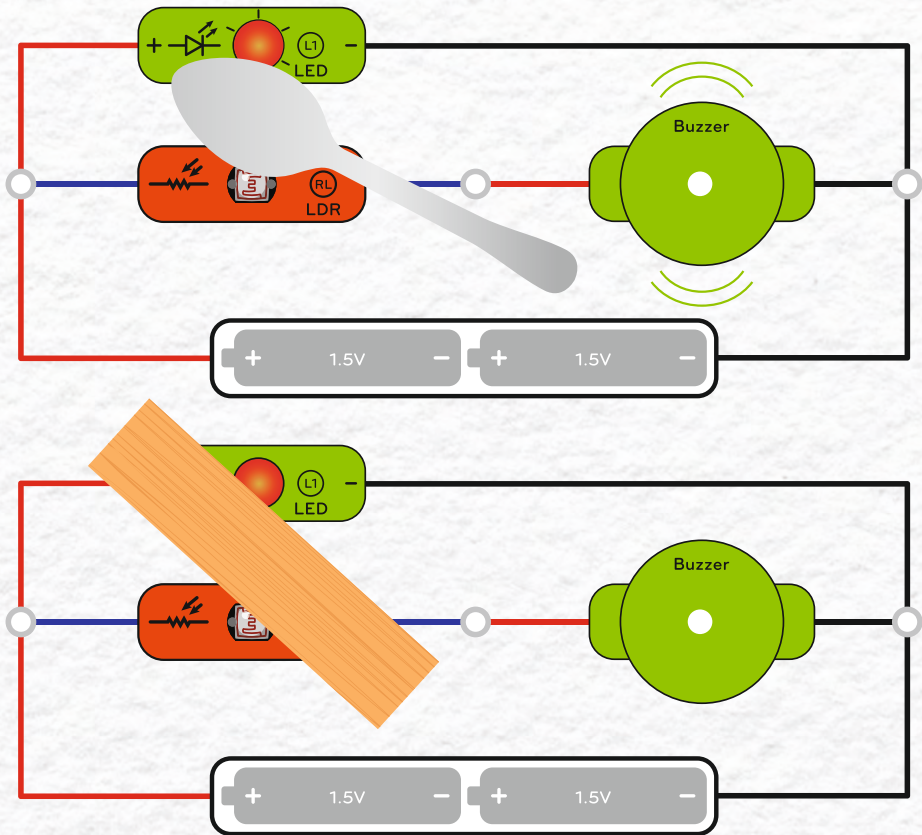 + L1 -
LED
Buzzer
RL
LDR
+ 1.5V - + 1.5V -
L1 -
LED
Buzzer
+ 1.5V - + 1.5V -